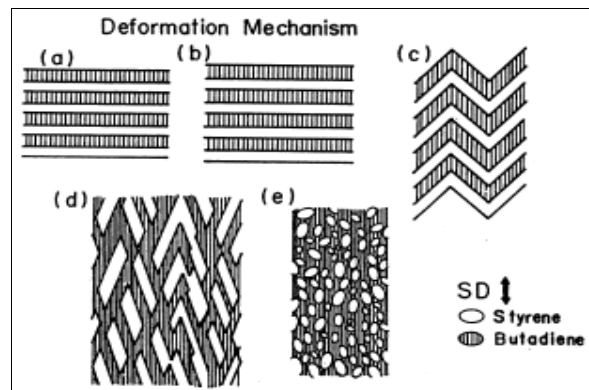 Deformation Mechanism
(a)
(b)
(c)
(d)
(e)
SD
Styrene
Butadiene